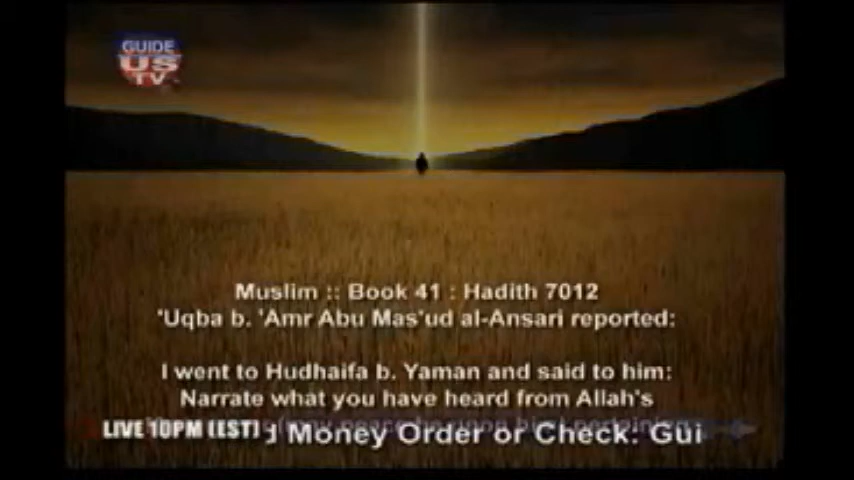 GUIDE
US
TV
Muslim :: Book 41 : Hadith 7012
'Uqba b. 'Amr Abu Mas'ud al-Ansari reported:
I went to Hudhaifa b. Yaman and said to him:
Narrate what you have heard from Allah's
LIVE 10PM (EST) d Money Order or Check: Gui